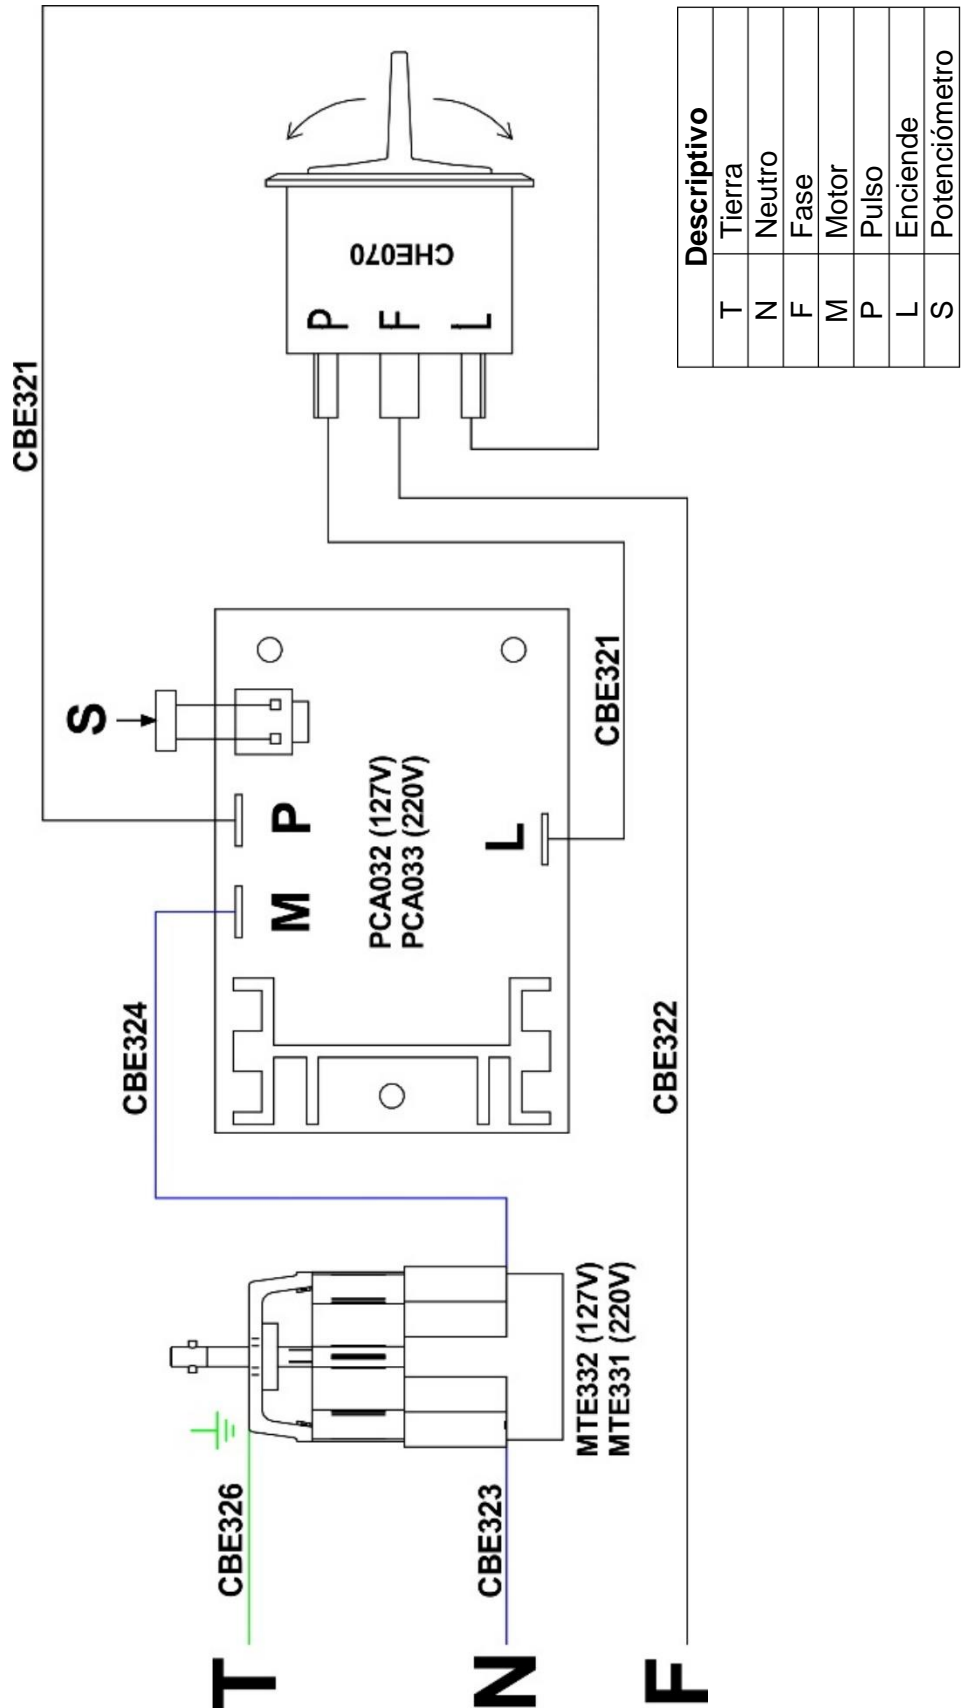 T
N
F
CBE326
CBE323
MTE332 (127V)
MTE331 (220V)
CBE324
CBE322
M
P
S
L
PCA032 (127V)
PCA033 (220V)
CBE321
CBE321
P
F
L
CHE070
Descriptivo
T Tierra
N Neutro
F Fase
M Motor
P Pulso
L Enciende
S Potenciómetro